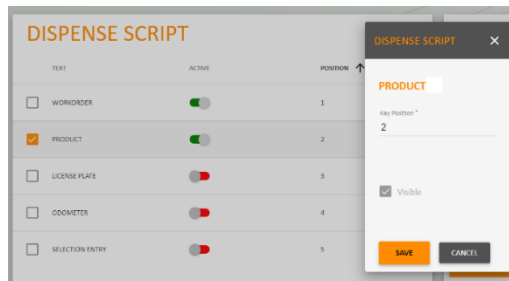 DISPENSE SCRIPT
TEXT ACTIVE POSITION
WORKORDER 1
PRODUCT 2
LICENSE PLATE 3
ODOMETER 4
SELECTION ENTRY 5
DISPENSE SCRIPT
PRODUCT
Key Position *
2
Visible
SAVE CANCEL